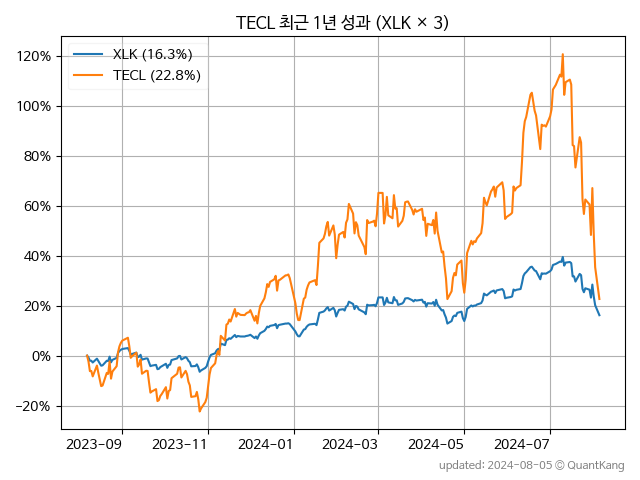 TECL 최근 1년 성과 (XLK × 3)
XLK (16.3%)
TECL (22.8%)
120%
100%
80%
60%
40%
20%
0%
−20%
2023−09 2023−11 2024−01 2024−03 2024−05 2024−07
updated: 2024−08−05 © QuantKang